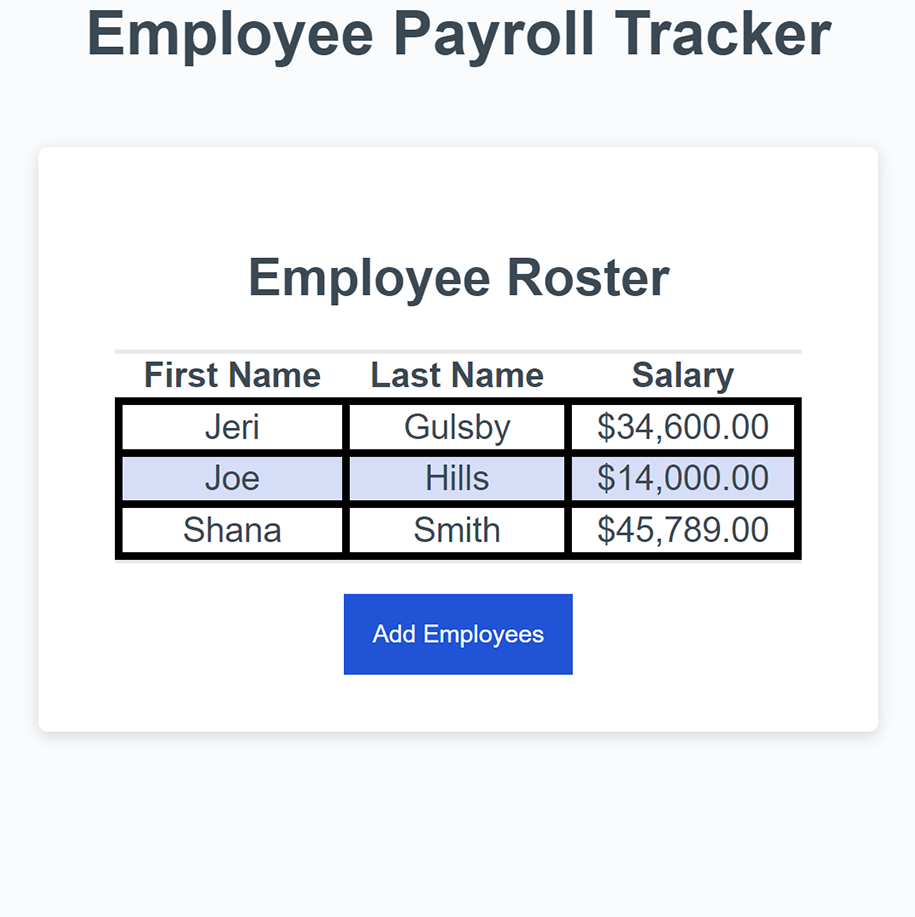 Employee Payroll Tracker
Employee Roster
First Name Last Name Salary
Jeri Gulsby $34,600.00
Joe Hills $14,000.00
Shana Smith $45,789.00
Add Employees